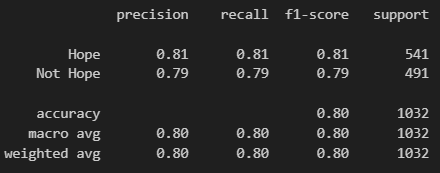 precision recall f1-score support
Hope 0.81 0.81 0.81 541
Not Hope 0.79 0.79 0.79 491
accuracy 0.80 1032
macro avg 0.80 0.80 0.80 1032
weighted avg 0.80 0.80 0.80 1032